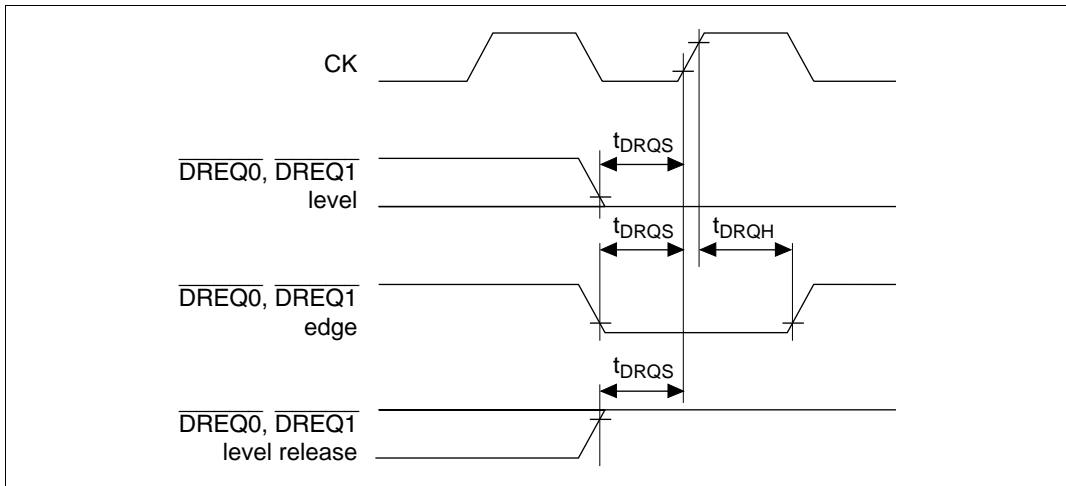 CK
tDRQS
DREQ0, DREQ1
level
tDRQS
tDRQH
DREQ0, DREQ1
edge
tDRQS
DREQ0, DREQ1
level release